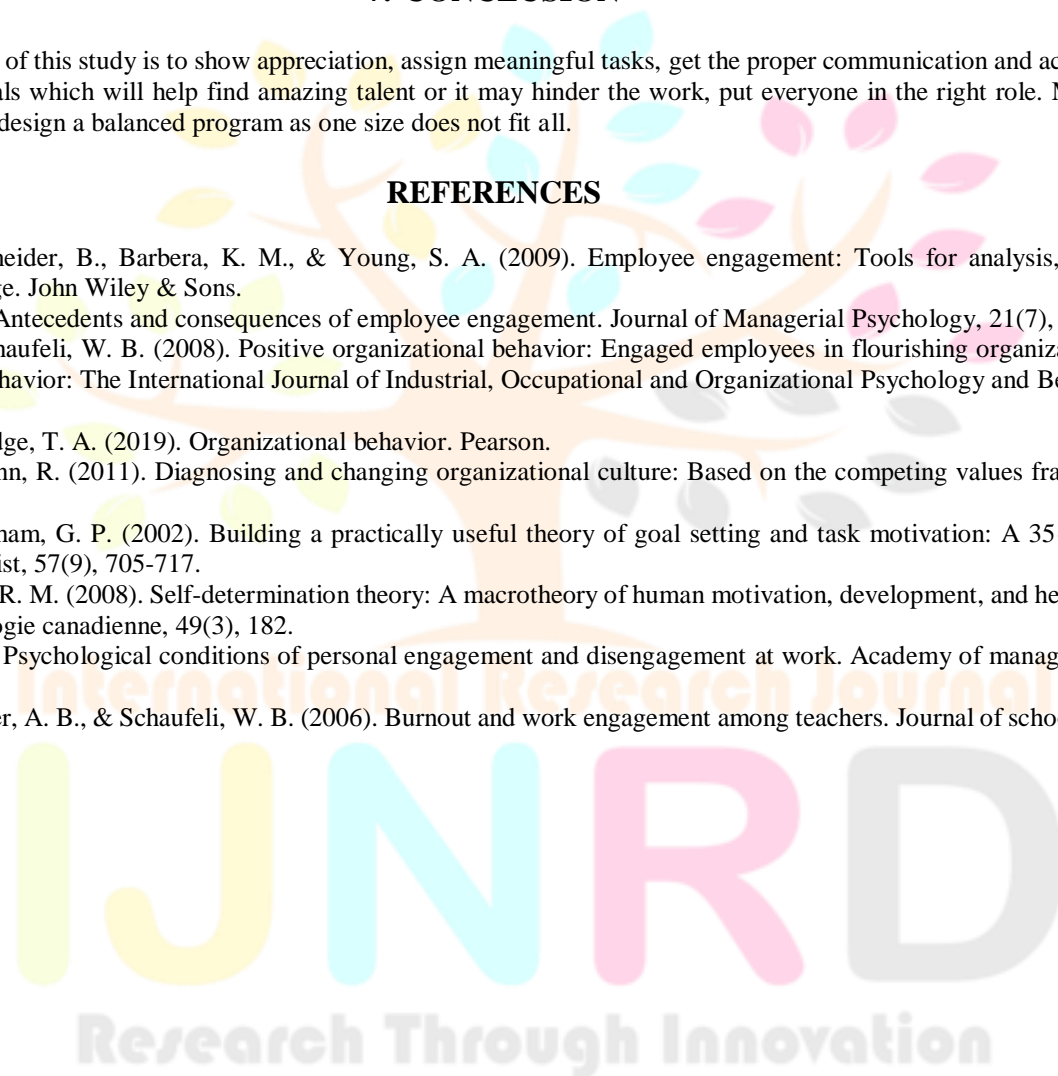 of this study is to show appreciation, assign meaningful tasks, get the proper communication and ac
als which will help find amazing talent or it may hinder the work, put everyone in the right role. M
design a balanced program as one size does not fit all.
REFERENCES
neider, B., Barbera, K. M., & Young, S. A. (2009). Employee engagement: Tools for analysis,
ge. John Wiley & Sons.
Antecedents and consequences of employee engagement. Journal of Managerial Psychology, 21(7),
haufeli, W. B. (2008). Positive organizational behavior: Engaged employees in flourishing organiza
havior: The International Journal of Industrial, Occupational and Organizational Psychology and Be
dge, T. A. (2019). Organizational behavior. Pearson.
nn, R. (2011). Diagnosing and changing organizational culture: Based on the competing values fra
ham, G. P. (2002). Building a practically useful theory of goal setting and task motivation: A 35-
ist, 57(9), 705-717.
R. M. (2008). Self-determination theory: A macrotheory of human motivation, development, and he
ogie canadienne, 49(3), 182.
Psychological conditions of personal engagement and disengagement at work. Academy of manag
International Research Journal
er, A. B., & Schaufeli, W. B. (2006). Burnout and work engagement among teachers. Journal of scho
IJNRD
Research Through Innovation